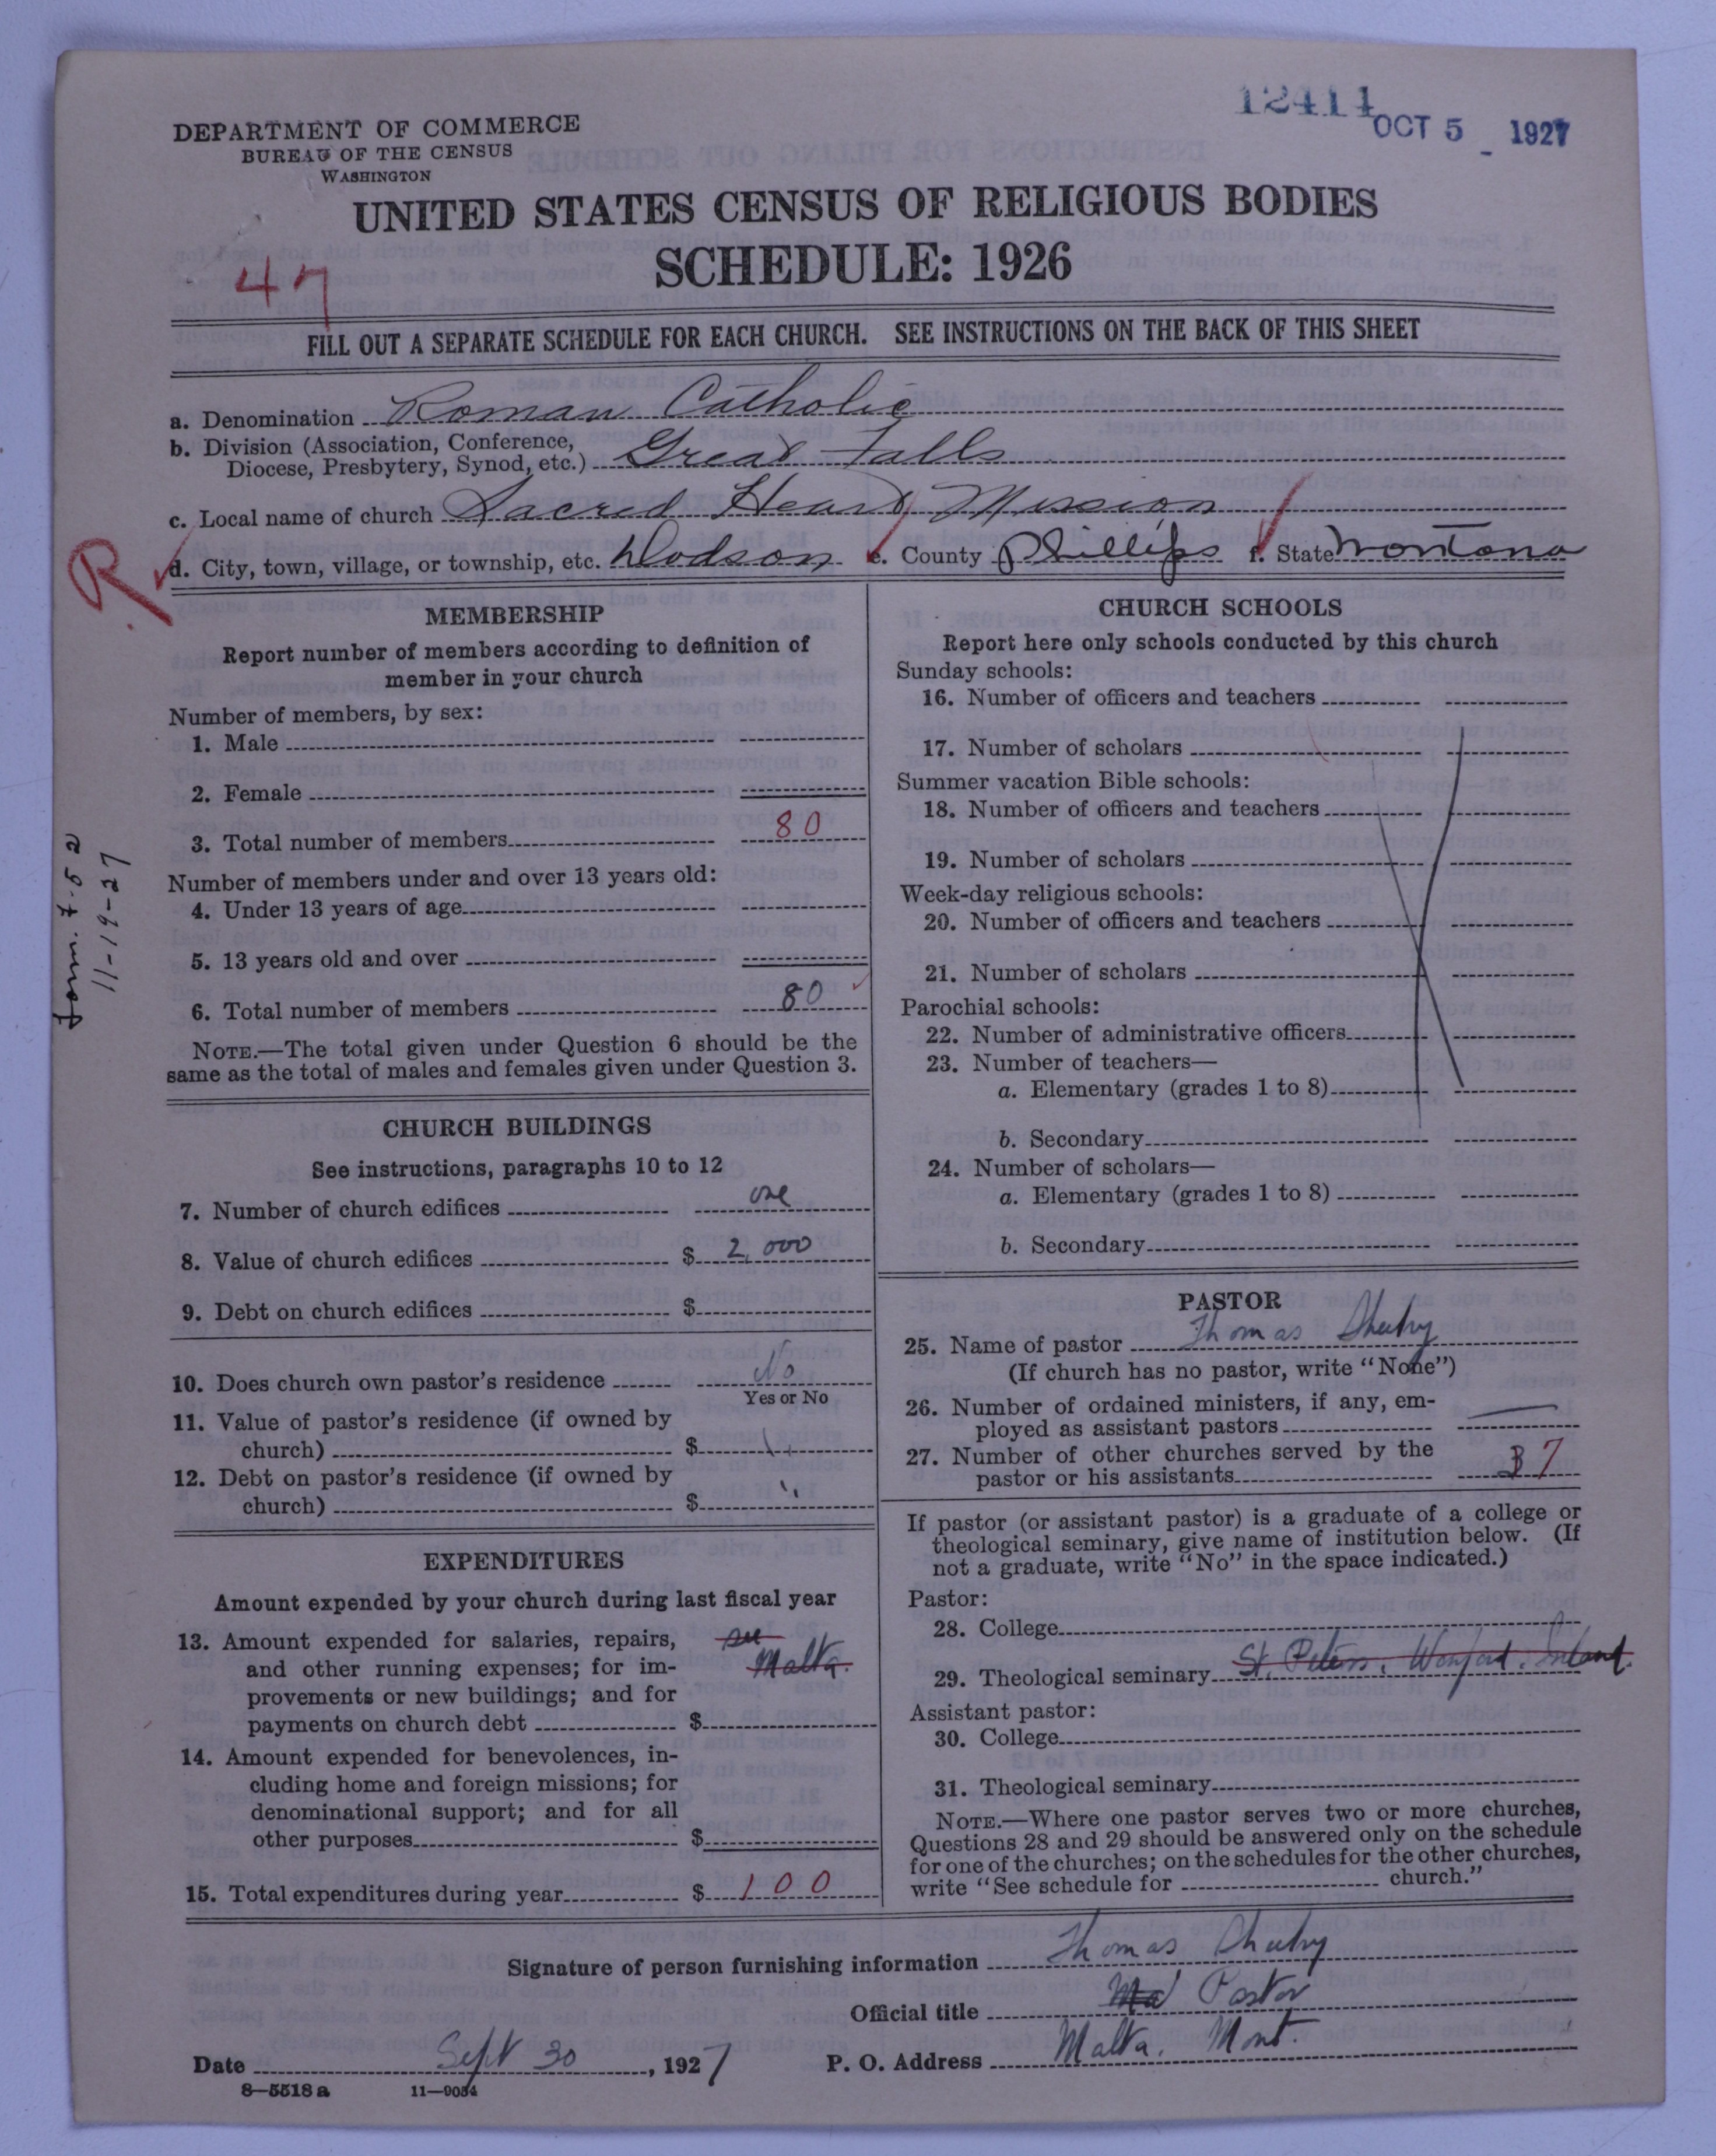 12414
OCT 5 1927
DEPARTMENT OF COMMERCE
BUREAU OF THE CENSUS
WASHINGTON
UNITED STATES CENSUS OF RELIGIOUS BODIES
SCHEDULE: 1926
47
FILL OUT A SEPARATE SCHEDULE FOR EACH CHURCH. SEE INSTRUCTIONS ON THE BACK OF THIS SHEET
a. Denomination Roman Catholic
b. Division (Association, Conference,
Diocese, Presbytery, Synod, etc.) Great Falls
c. Local name of church Sacred Heart Mission
R
d. City, town, village, or township, etc. Dodson e. County Phillips f. State Montana
MEMBERSHIP
Report number of members according to definition of
member in your church
Number of members, by sex:
1. Male
2. Female
3. Total number of members 80
Number of members under and over 13 years old:
4. Under 13 years of age
5. 13 years old and over
6. Total number of members 80
NOTE.—The total given under Question 6 should be the
same as the total of males and females given under Question 3.
11-19-27
CHURCH BUILDINGS
See instructions, paragraphs 10 to 12
7. Number of church edifices one
8. Value of church edifices $ 2,000
9. Debt on church edifices $
10. Does church own pastor's residence No
Yes or No
11. Value of pastor's residence (if owned by
church) $
12. Debt on pastor's residence (if owned by
church) $
EXPENDITURES
Amount expended by your church during last fiscal year
13. Amount expended for salaries, repairs, see
and other running expenses; for im- Malta.
provements or new buildings; and for
payments on church debt $
14. Amount expended for benevolences, in-
cluding home and foreign missions; for
denominational support; and for all
other purposes $
15. Total expenditures during year $ 100
CHURCH SCHOOLS
Report here only schools conducted by this church
Sunday schools:
16. Number of officers and teachers
17. Number of scholars
Summer vacation Bible schools:
18. Number of officers and teachers
19. Number of scholars
Week-day religious schools:
20. Number of officers and teachers
21. Number of scholars
Parochial schools:
22. Number of administrative officers
23. Number of teachers—
a. Elementary (grades 1 to 8)
b. Secondary
24. Number of scholars—
a. Elementary (grades 1 to 8)
b. Secondary
PASTOR
25. Name of pastor Thomas
(If church has no pastor, write "None")
26. Number of ordained ministers, if any, em-
ployed as assistant pastors —
27. Number of other churches served by the
pastor or his assistants 7
If pastor (or assistant pastor) is a graduate of a college or
theological seminary, give name of institution below. (If
not a graduate, write "No" in the space indicated.)
Pastor:
28. College
29. Theological seminary St. Peters, Ireland.
Assistant pastor:
30. College
31. Theological seminary
NOTE.—Where one pastor serves two or more churches,
Questions 28 and 29 should be answered only on the schedule
for one of the churches; on the schedules for the other churches,
write "See schedule for church."
Signature of person furnishing information Thomas
Official title Pastor
Date Sept 30, 1927 P. O. Address Malta. Mont.
8—5518 a 11—9034